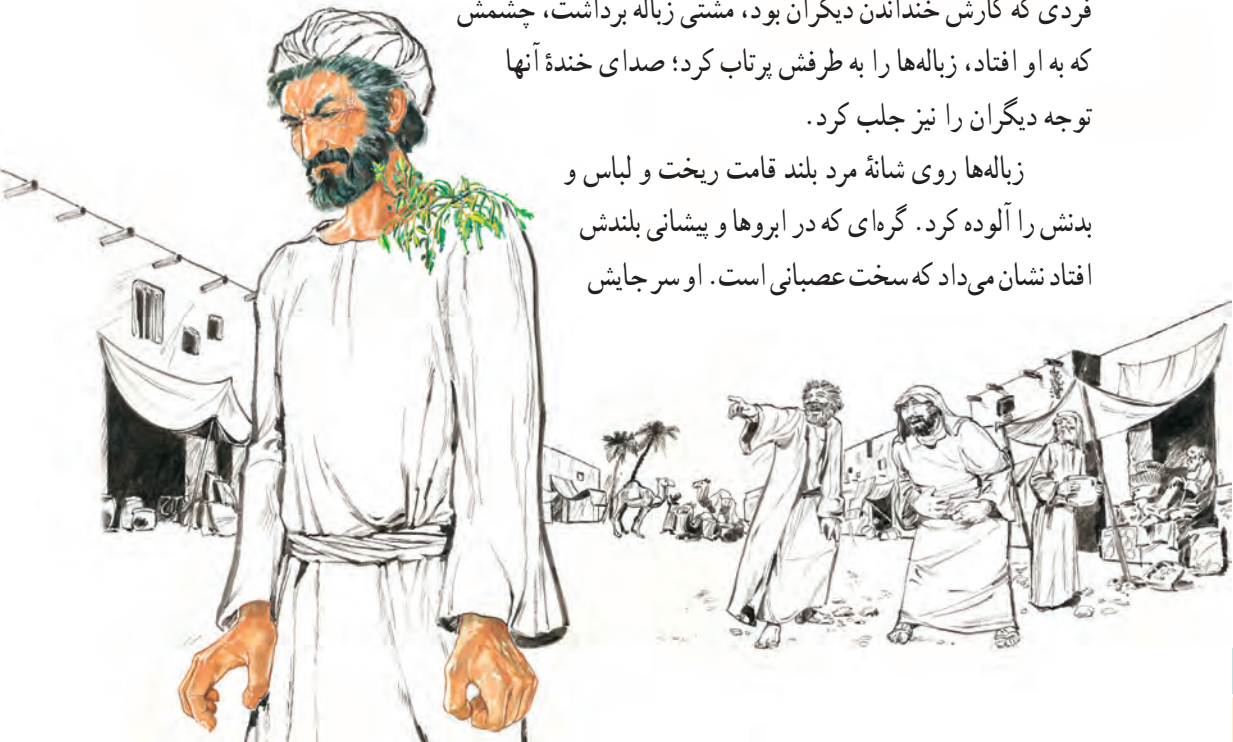 فردی که کارش خنداندن دیگران بود، مشتی زباله برداشت، چشمش
که به او افتاد، زباله‌ها را به طرفش پرتاب کرد؛ صدای خندهٔ آنها
توجه دیگران را نیز جلب کرد.
زباله‌ها روی شانهٔ مرد بلند قامت ریخت و لباس و
بدنش را آلوده کرد. گره‌ای که در ابروها و پیشانی بلندش
افتاد نشان می‌داد که سخت عصبانی است. او سر جایش